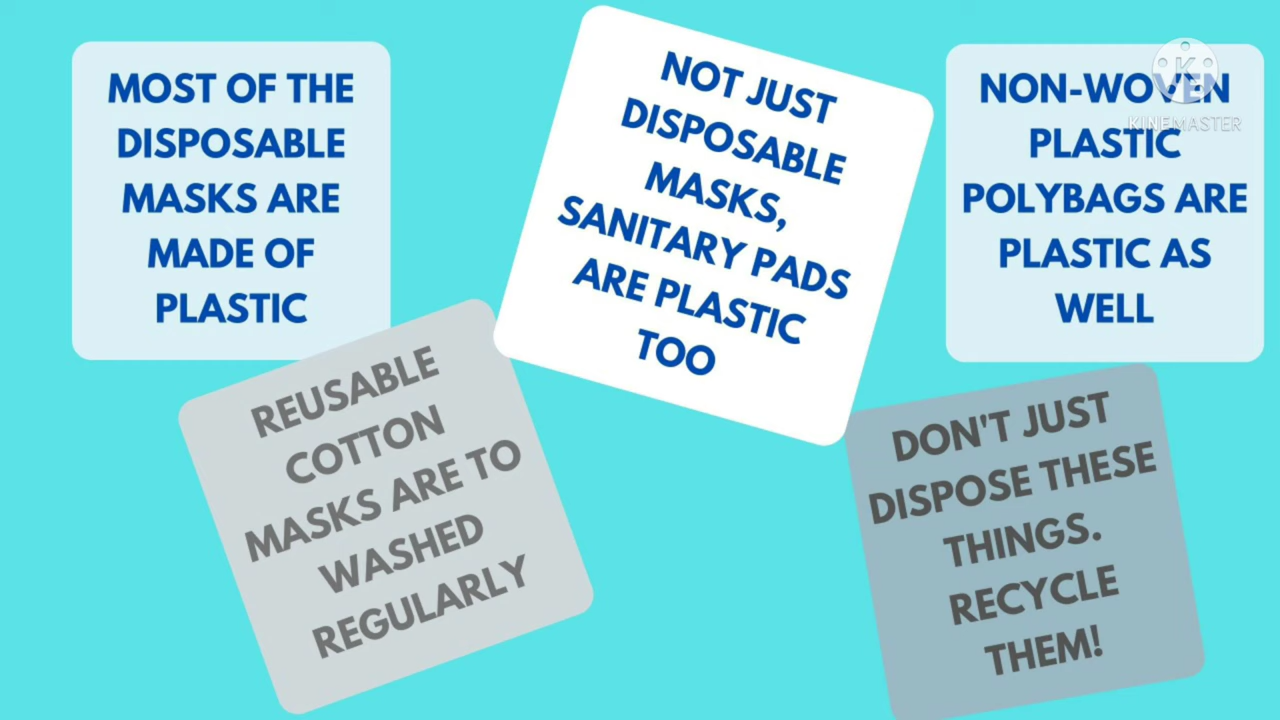 MOST OF THE
DISPOSABLE
MASKS ARE
MADE OF
PLASTIC
NOT JUST
DISPOSABLE
MASKS,
SANITARY PADS
ARE PLASTIC
TOO
NON-WOVEN
PLASTIC
POLYBAGS ARE
PLASTIC AS
WELL
K
KINEMASTER
REUSABLE
COTTON
MASKS ARE TO
WASHED
REGULARLY
DON'T JUST
DISPOSE THESE
THINGS.
RECYCLE
THEM!